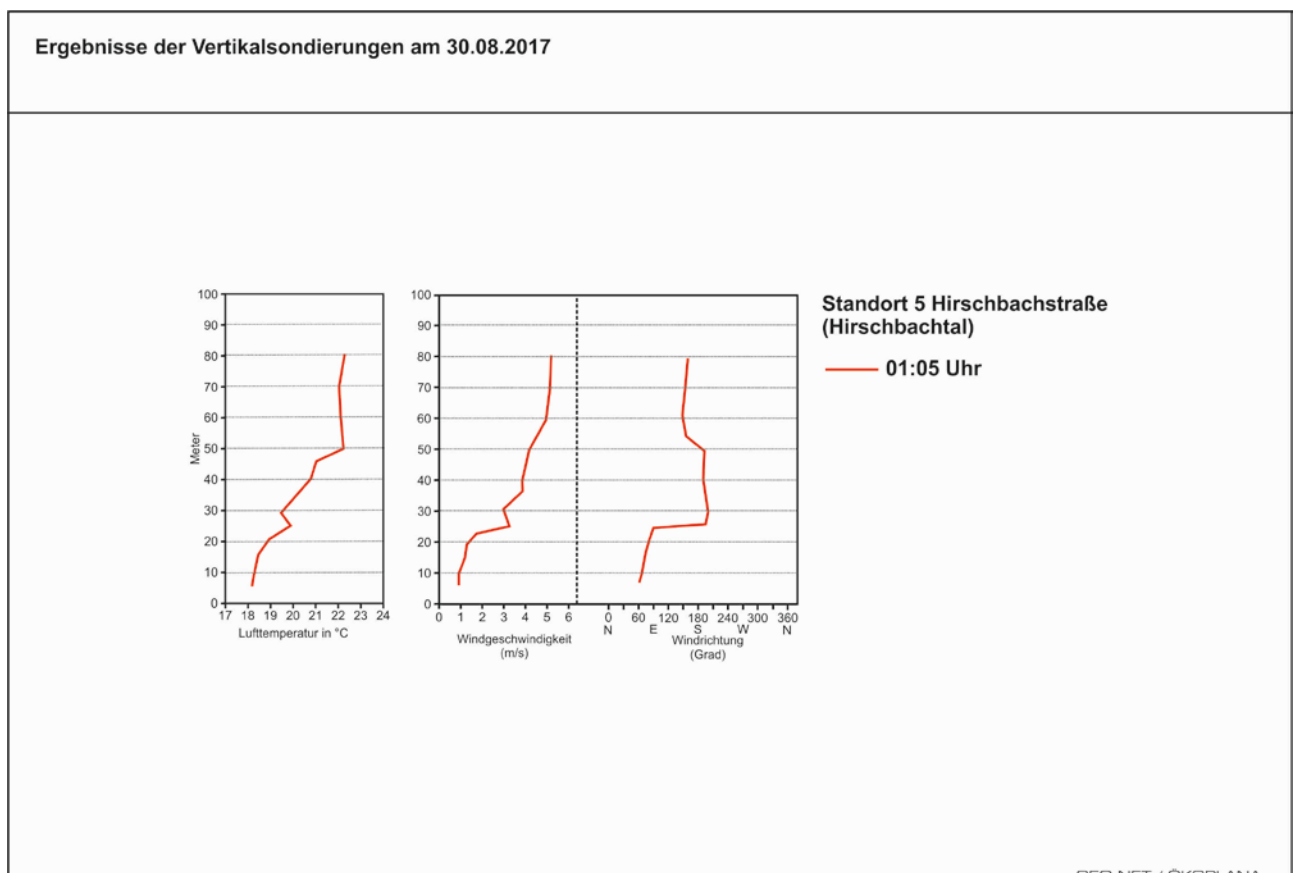 Ergebnisse der Vertikalsondierungen am 30.08.2017
100
90
80
70
60
50
40
30
20
10
0
Meter
17 18 19 20 21 22 23 24
Lufttemperatur in °C
100
90
80
70
60
50
40
30
20
10
0
0 1 2 3 4 5 6
Windgeschwindigkeit
(m/s)
0 60 120 180 240 300 360
N E S W N
Windrichtung
(Grad)
Standort 5 Hirschbachstraße
(Hirschbachtal)
01:05 Uhr